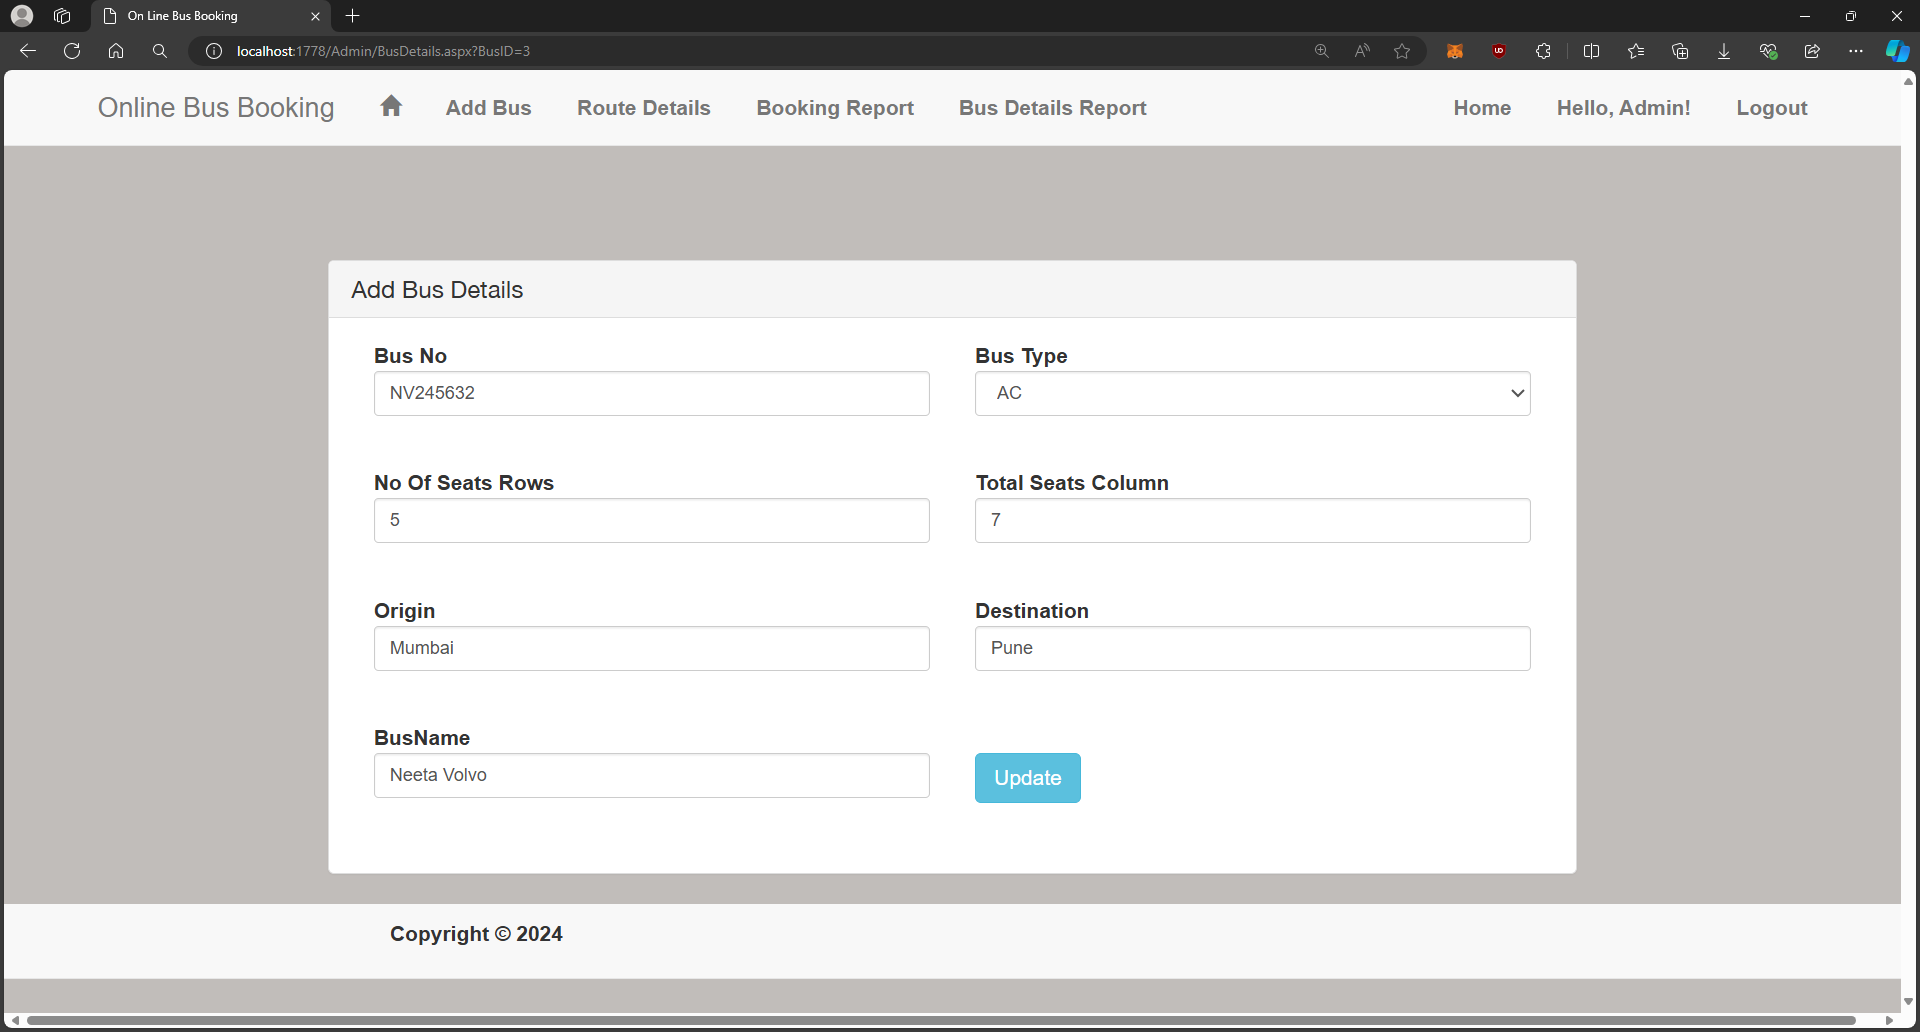 On Line Bus Booking
localhost:1778/Admin/BusDetails.aspx?BusID=3
Online Bus Booking Add Bus Route Details Booking Report Bus Details Report Home Hello, Admin! Logout
Add Bus Details
Bus No Bus Type
NV245632 AC
No Of Seats Rows Total Seats Column
5 7
Origin Destination
Mumbai Pune
BusName
Neeta Volvo Update
Copyright © 2024